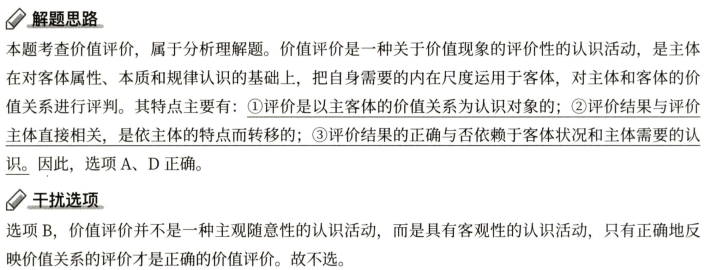 解题思路
本题考查价值评价，属于分析理解题。价值评价是一种关于价值现象的评价性的认识活动，是主体
在对客体属性、本质和规律认识的基础上，把自身需要的内在尺度运用于客体，对主体和客体的价
值关系进行评判。其特点主要有：①评价是以主客体的价值关系为认识对象的；②评价结果与评价
主体直接相关，是依主体的特点而转移的；③评价结果的正确与否依赖于客体状况和主体需要的认
识。因此，选项 A、D 正确。
干扰选项
选项 B，价值评价并不是一种主观随意性的认识活动，而是具有客观性的认识活动，只有正确地反
映价值关系的评价才是正确的价值评价。故不选。